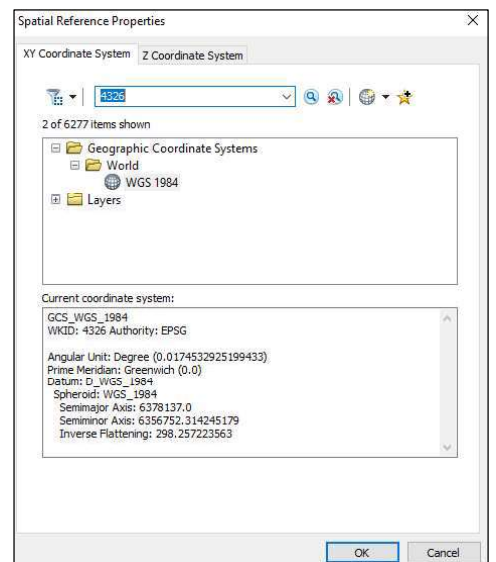 Spatial Reference Properties
XY Coordinate System Z Coordinate System
4326
2 of 6277 items shown
Geographic Coordinate Systems
World
WGS 1984
Layers
Current coordinate system:
GCS_WGS_1984
WKID: 4326 Authority: EPSG
Angular Unit: Degree (0.0174532925199433)
Prime Meridian: Greenwich (0.0)
Datum: D_WGS_1984
Spheroid: WGS_1984
Semimajor Axis: 6378137.0
Semiminor Axis: 6356752.314245179
Inverse Flattening: 298.257223563
OK Cancel